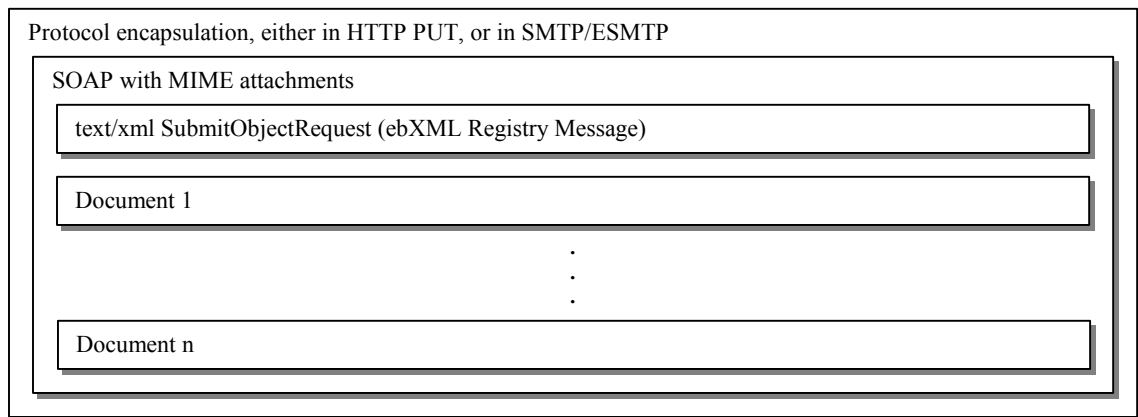 Protocol encapsulation, either in HTTP PUT, or in SMTP/ESMTP
SOAP with MIME attachments
text/xml SubmitObjectRequest (ebXML Registry Message)
Document 1
.
.
.
Document n